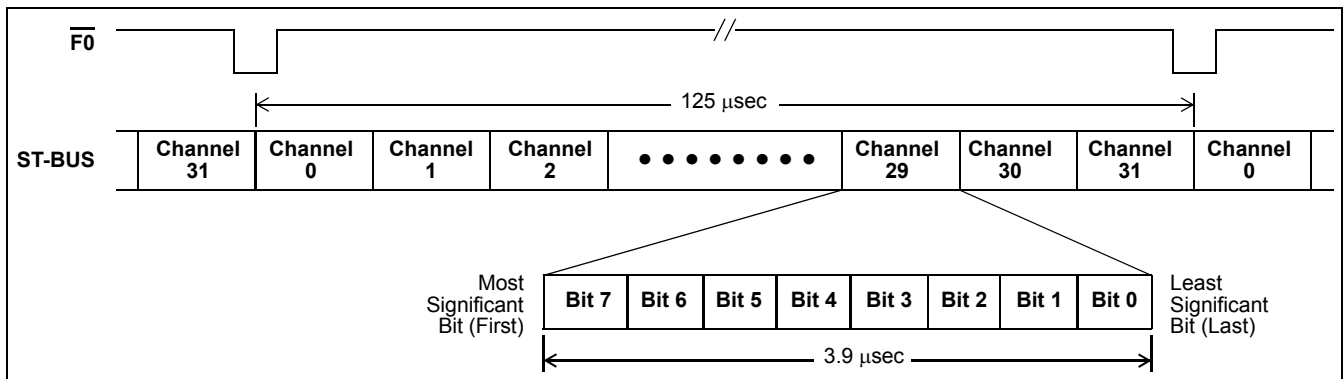 F0
125 μsec
ST-BUS
Channel 31
Channel 0
Channel 1
Channel 2
Channel 29
Channel 30
Channel 31
Channel 0
Most
Significant
Bit (First)
Bit 7
Bit 6
Bit 5
Bit 4
Bit 3
Bit 2
Bit 1
Bit 0
Least
Significant
Bit (Last)
3.9 μsec